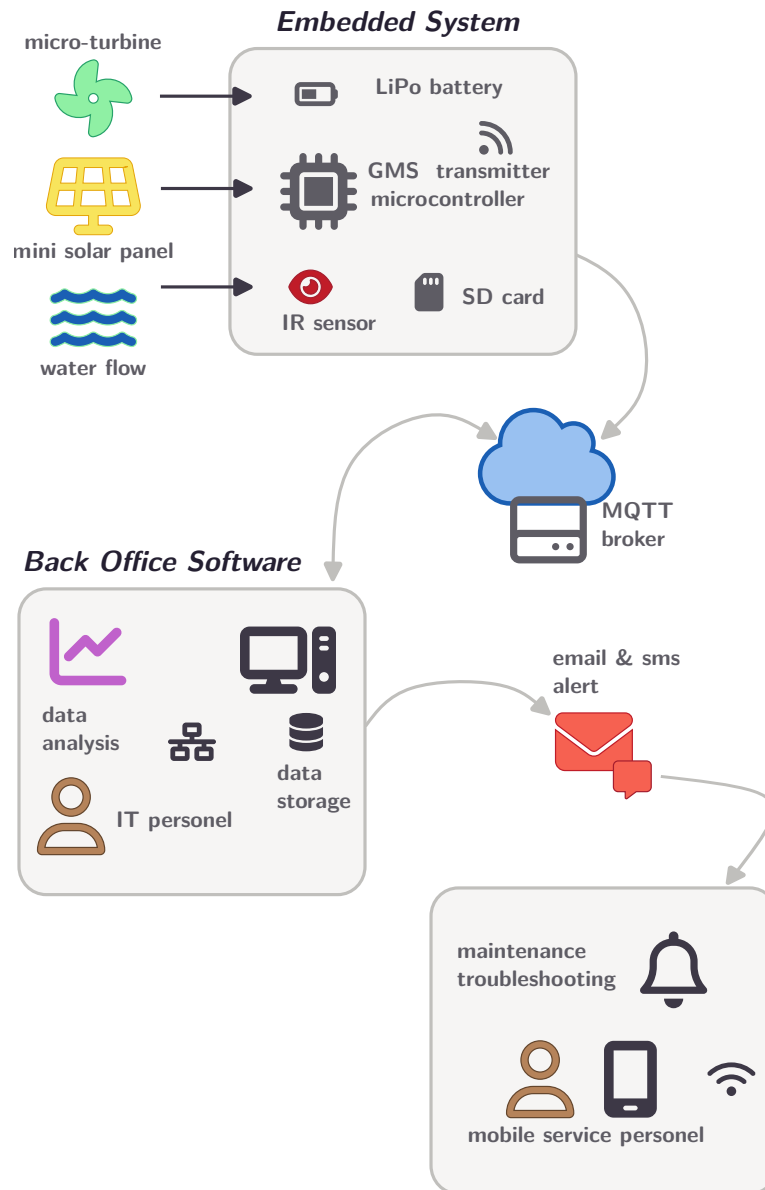 Embedded System
micro-turbine
LiPo battery
GMS transmitter
microcontroller
mini solar panel
IR sensor
SD card
water flow
MQTT
broker
Back Office Software
email & sms
alert
data
analysis
data
storage
IT personel
maintenance
troubleshooting
mobile service personel